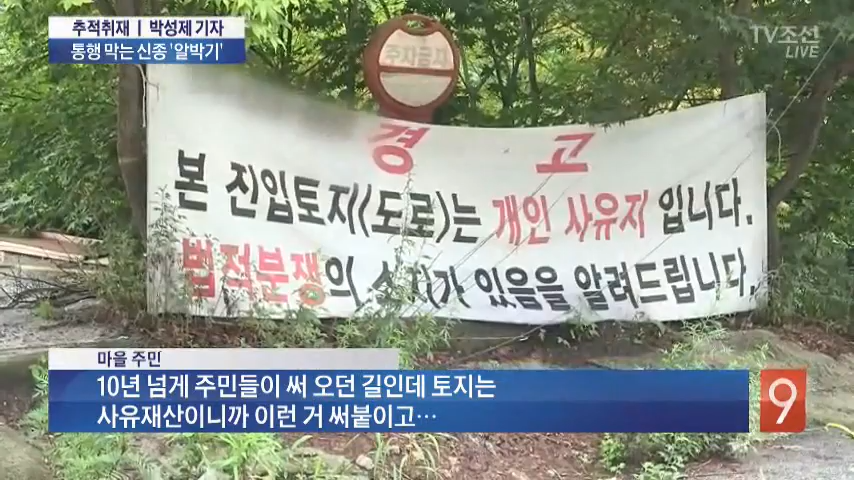 추적취재 | 박성제 기자
통행 막는 신종 '알박기'
TV조선
LIVE
주차금지
경 고
본 진입토지(도로)는 개인 사유지 입니다.
법적분쟁의 소지가 있음을 알려드립니다.
마을 주민
10년 넘게 주민들이 써 오던 길인데 토지는
사유재산이니까 이런 거 써붙이고…
9